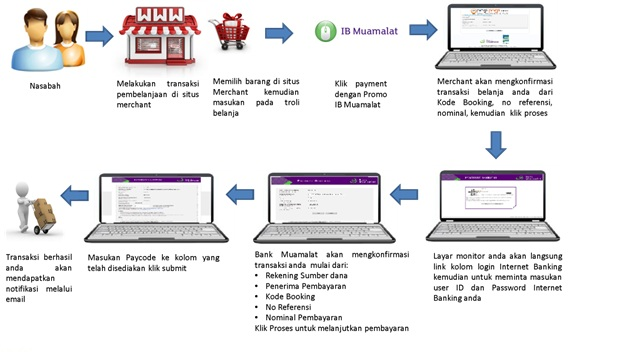 WWW
IB Muamalat
Nasabah
Melakukan transaksi
pembelanjaan di situs
merchant
Memilih barang di situs
Merchant kemudian
masukan pada troli
belanja
Klik payment
dengan Promo
IB Muamalat
Merchant akan mengkonfirmasi
transaksi belanja anda dari
Kode Booking, no referensi,
nominal, kemudian klik proses
Layar monitor anda akan langsung
link kolom login Internet Banking
kemudian untuk meminta masukan
user ID dan Password Internet
Banking anda
Bank Muamalat akan mengkonfirmasi
transaksi anda mulai dari:
• Rekening Sumber dana
• Penerima Pembayaran
• Kode Booking
• No Referensi
• Nominal Pembayaran
Klik Proses untuk melanjutkan pembayaran
Masukan Paycode ke kolom yang
telah disediakan klik submit
Transaksi berhasil
anda akan
mendapatkan
notifikasi melalui
email